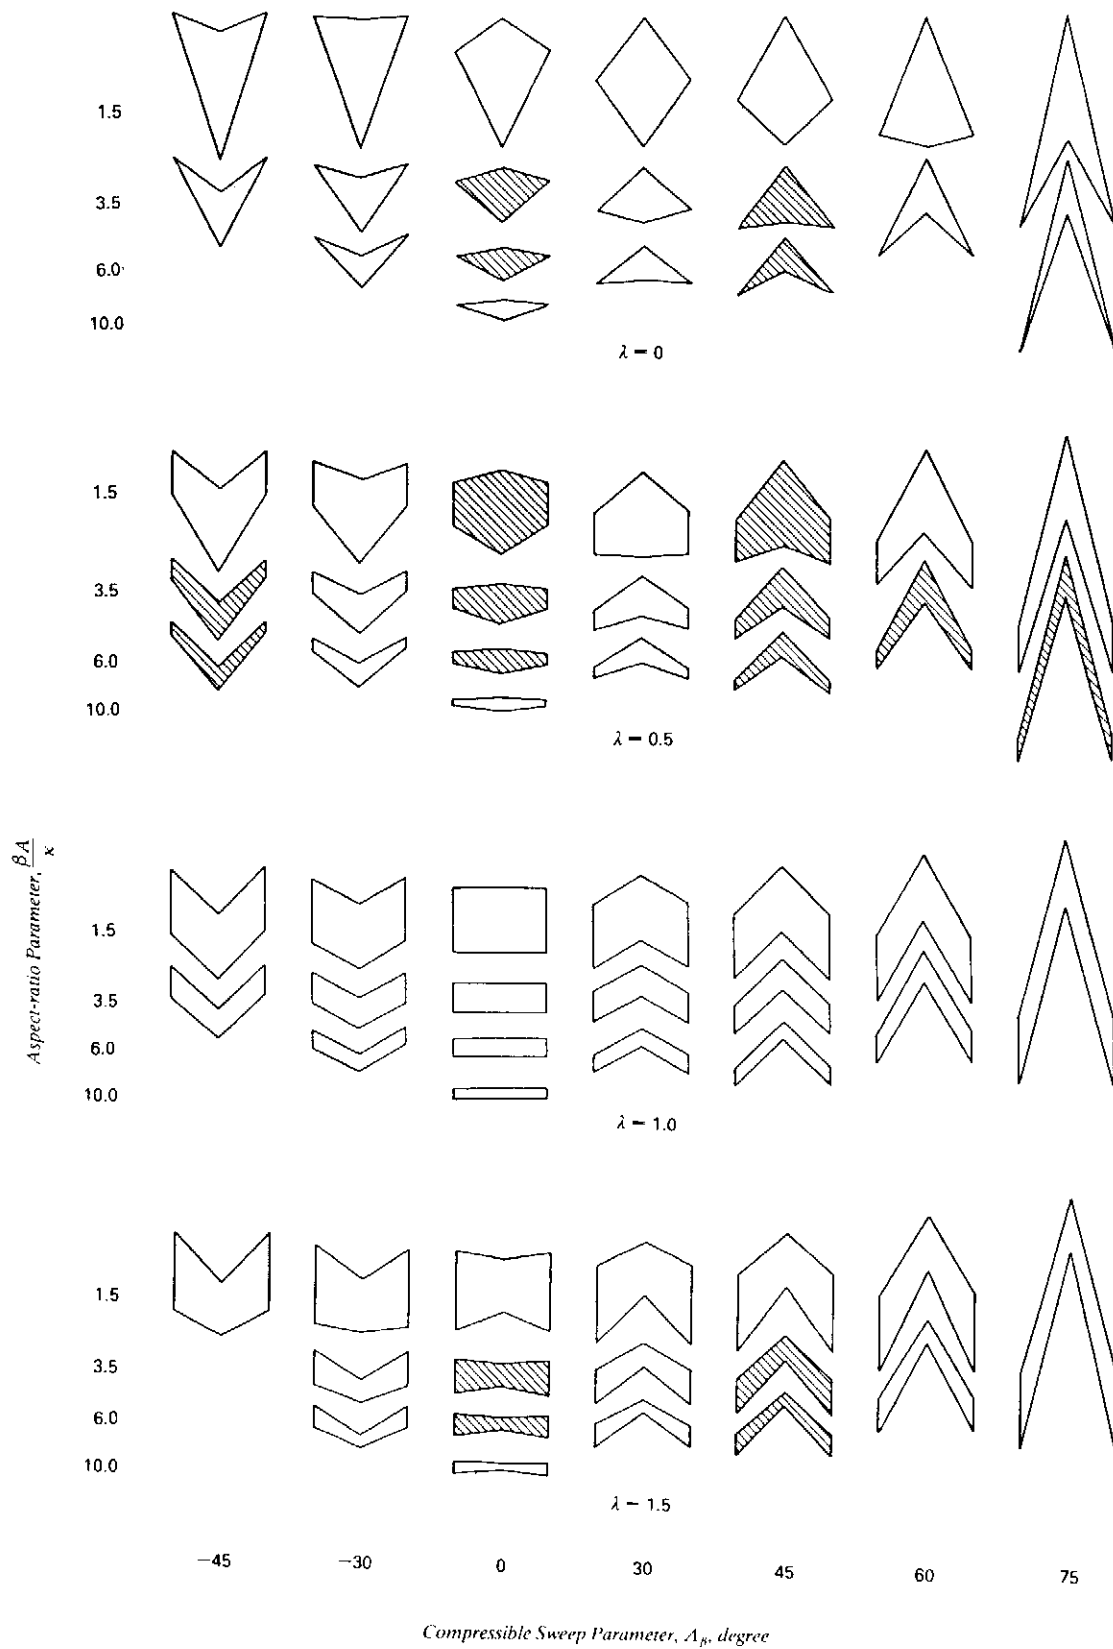 1.5
3.5
6.0
10.0
λ = 0
1.5
3.5
6.0
10.0
λ = 0.5
Aspect-ratio Parameter, βA/κ
1.5
3.5
6.0
10.0
λ = 1.0
1.5
3.5
6.0
10.0
λ = 1.5
−45 −30 0 30 45 60 75
Compressible Sweep Parameter, Λβ, degree